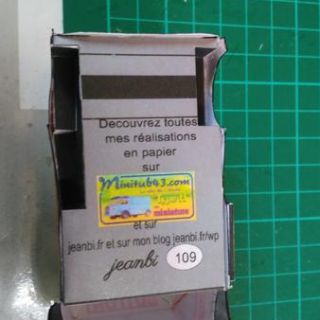 Decouvrez toutes
mes réalisations
en papier
sur
Minitub43.com
miniature
et sur
jeanbi.fr et sur mon blog jeanbi.fr/wp
jeanbi
109